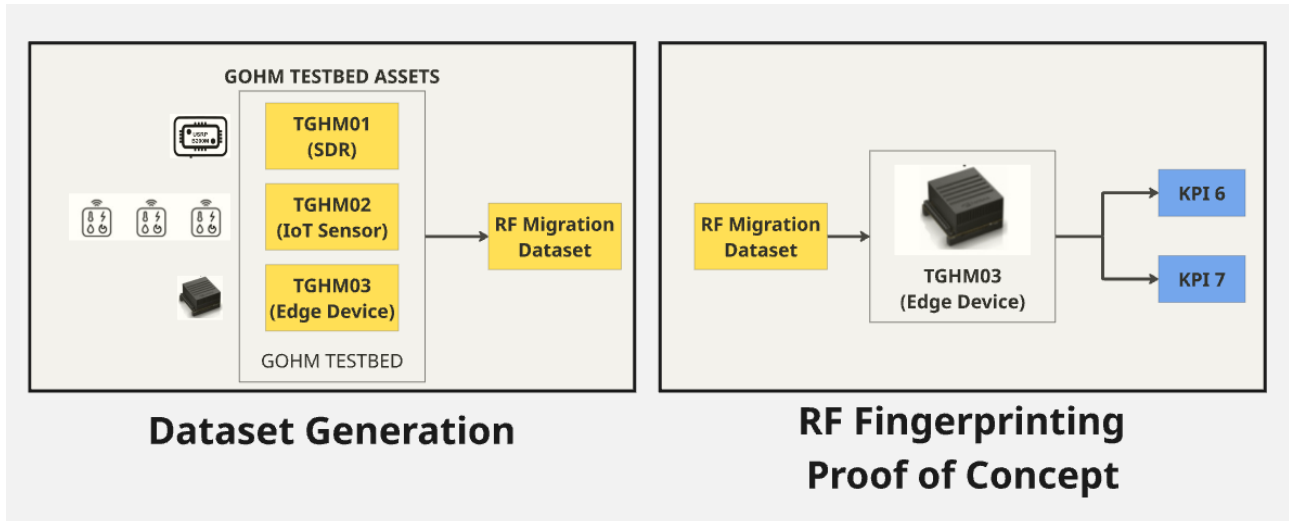 GOHM TESTBED ASSETS
USRP
TGHM01
(SDR)
TGHM02
(IoT Sensor)
TGHM03
(Edge Device)
GOHM TESTBED
RF Migration
Dataset
Dataset Generation
RF Migration
Dataset
TGHM03
(Edge Device)
KPI 6
KPI 7
RF Fingerprinting
Proof of Concept